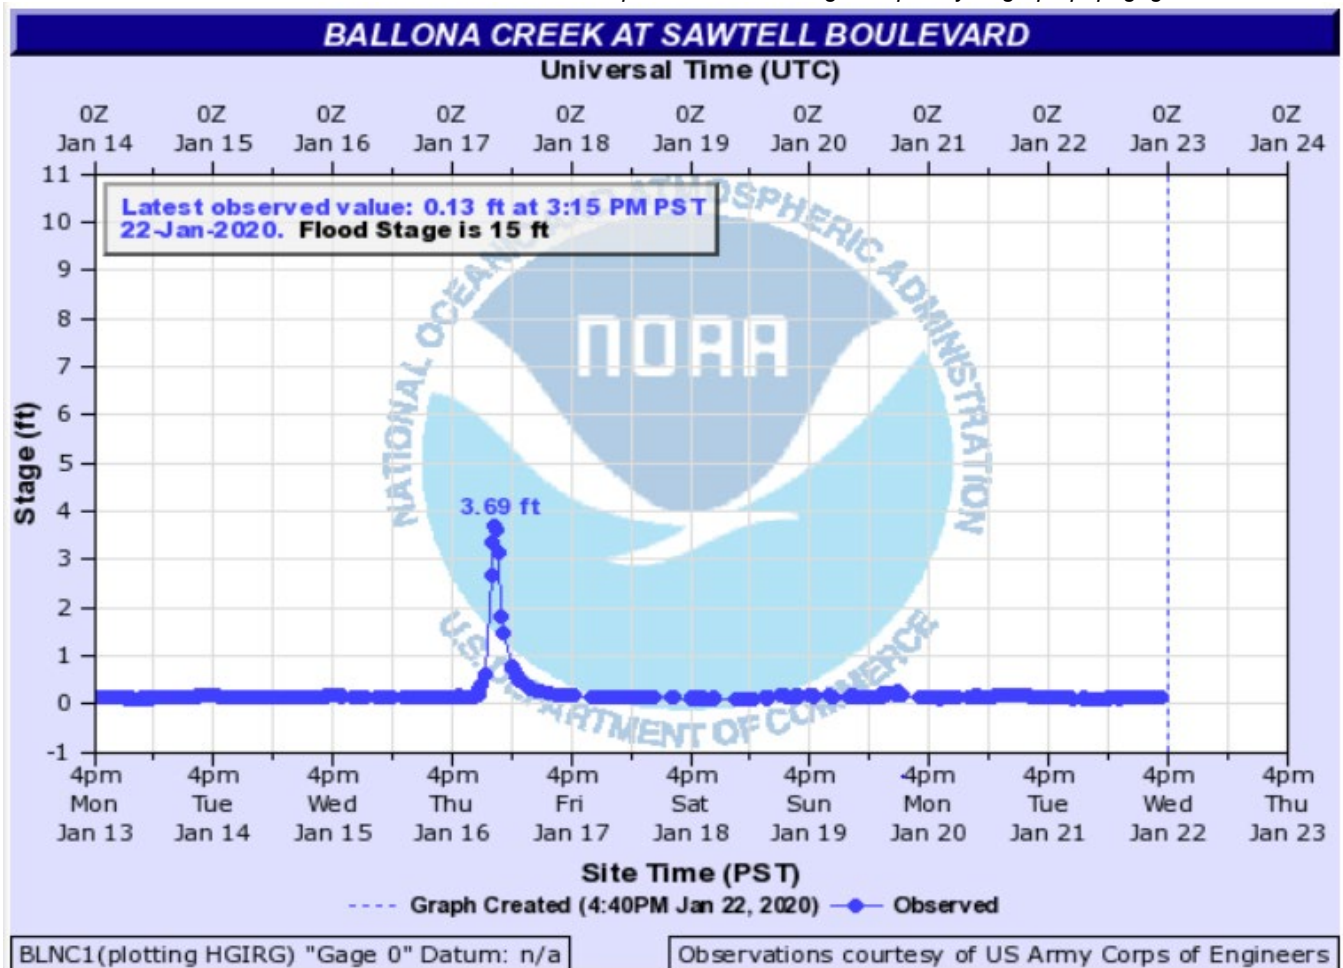 BALLONA CREEK AT SAWTELL BOULEVARD
Universal Time (UTC)
0Z 0Z 0Z 0Z 0Z 0Z 0Z 0Z 0Z 0Z 0Z
Jan 14 Jan 15 Jan 16 Jan 17 Jan 18 Jan 19 Jan 20 Jan 21 Jan 22 Jan 23 Jan 24
Latest observed value: 0.13 ft at 3:15 PM PST
22-Jan-2020. Flood Stage is 15 ft
NATIONAL OCEANIC AND ATMOSPHERIC ADMINISTRATION
NOAA
U.S. DEPARTMENT OF COMMERCE
Stage (ft)
11
10
9
8
7
6
5
4
3
2
1
0
-1
3.69 ft
4pm 4pm 4pm 4pm 4pm 4pm 4pm 4pm 4pm 4pm 4pm
Mon Tue Wed Thu Fri Sat Sun Mon Tue Wed Thu
Jan 13 Jan 14 Jan 15 Jan 16 Jan 17 Jan 18 Jan 19 Jan 20 Jan 21 Jan 22 Jan 23
Site Time (PST)
Graph Created (4:40PM Jan 22, 2020) Observed
BLNC1(plotting HGIRG) "Gage 0" Datum: n/a
Observations courtesy of US Army Corps of Engineers